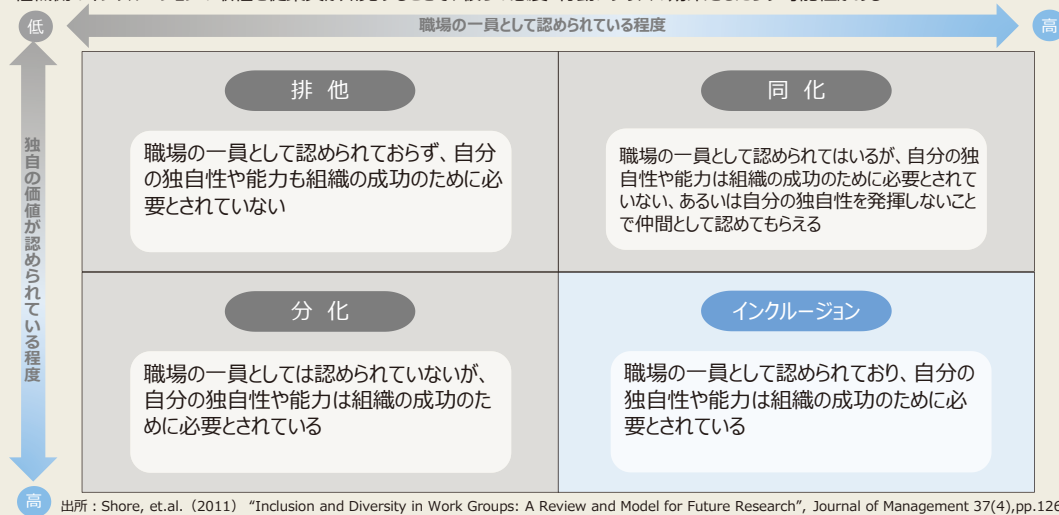 低
職場の一員として認められている程度
高
独自の価値が認められている程度
排 他
職場の一員として認められておらず、自分
の独自性や能力も組織の成功のために必
要とされていない
同 化
職場の一員として認められてはいるが、自分の独
自性や能力は組織の成功のために必要とされて
いない、あるいは自分の独自性を発揮しないこと
で仲間として認めてもらえる
分 化
職場の一員としては認められていないが、
自分の独自性や能力は組織の成功のた
めに必要とされている
インクルージョン
職場の一員として認められており、自分の
独自性や能力は組織の成功のために必
要とされている
高
出所：Shore, et.al.（2011） “Inclusion and Diversity in Work Groups: A Review and Model for Future Research”, Journal of Management 37(4),pp.126